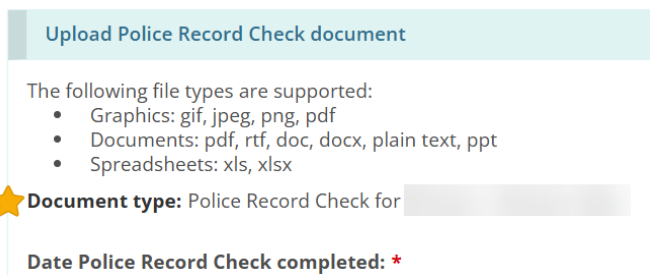 Upload Police Record Check document
The following file types are supported:
• Graphics: gif, jpeg, png, pdf
• Documents: pdf, rtf, doc, docx, plain text, ppt
• Spreadsheets: xls, xlsx
Document type: Police Record Check for
Date Police Record Check completed: *